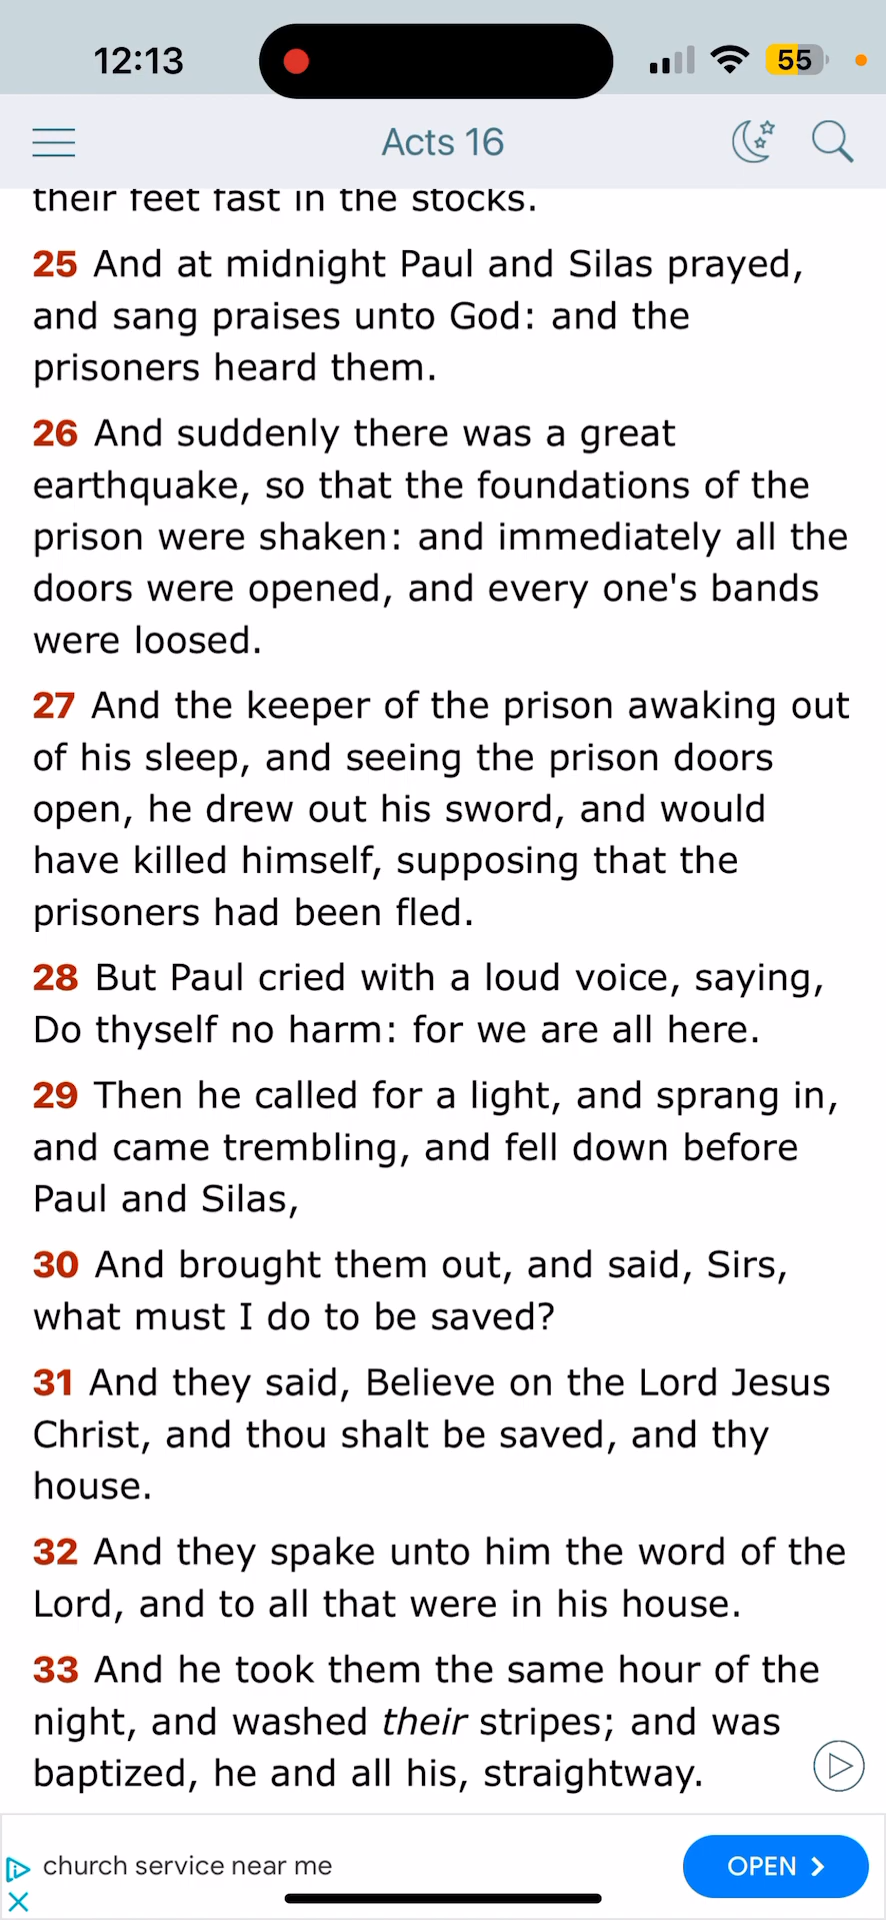 12:13
55
Acts 16
their feet fast in the stocks.
25 And at midnight Paul and Silas prayed,
and sang praises unto God: and the
prisoners heard them.
26 And suddenly there was a great
earthquake, so that the foundations of the
prison were shaken: and immediately all the
doors were opened, and every one's bands
were loosed.
27 And the keeper of the prison awaking out
of his sleep, and seeing the prison doors
open, he drew out his sword, and would
have killed himself, supposing that the
prisoners had been fled.
28 But Paul cried with a loud voice, saying,
Do thyself no harm: for we are all here.
29 Then he called for a light, and sprang in,
and came trembling, and fell down before
Paul and Silas,
30 And brought them out, and said, Sirs,
what must I do to be saved?
31 And they said, Believe on the Lord Jesus
Christ, and thou shalt be saved, and thy
house.
32 And they spake unto him the word of the
Lord, and to all that were in his house.
33 And he took them the same hour of the
night, and washed their stripes; and was
baptized, he and all his, straightway.
church service near me
OPEN